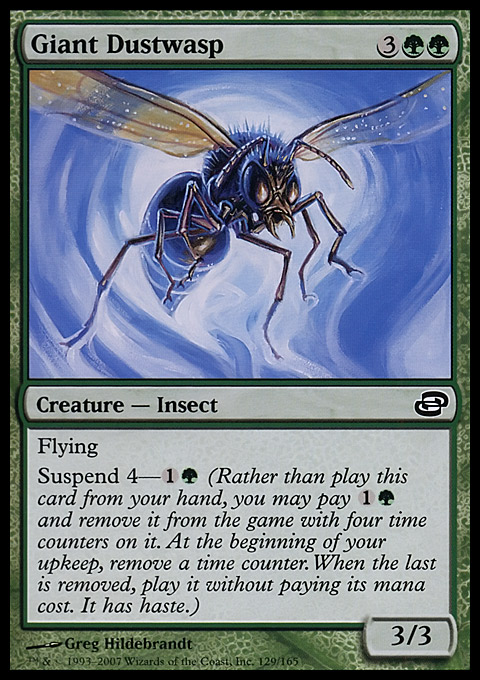 Giant Dustwasp 3
Creature — Insect
Flying
Suspend 4—1 (Rather than play this
card from your hand, you may pay 1
and remove it from the game with four time
counters on it. At the beginning of your
upkeep, remove a time counter. When the last
is removed, play it without paying its mana
cost. It has haste.)
Greg Hildebrandt
3/3
™ & © 1993–2007 Wizards of the Coast, Inc. 129/165